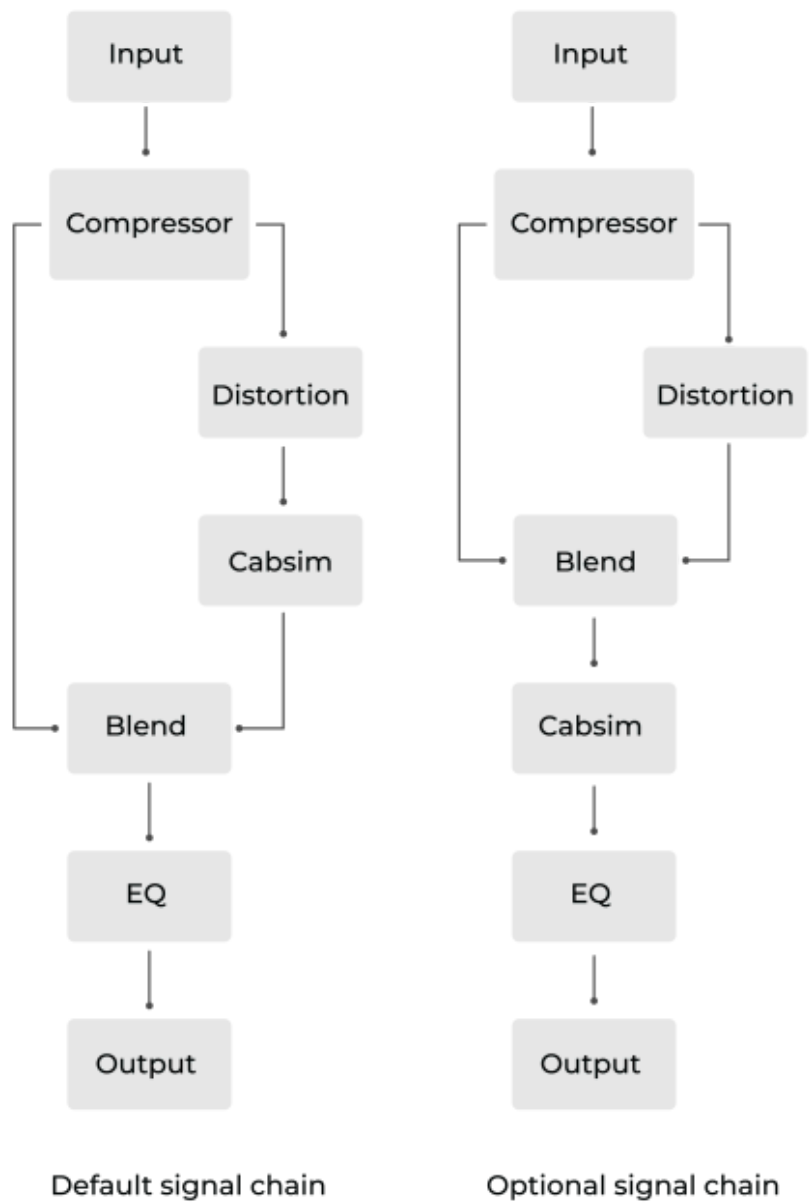 Input
Compressor
Distortion
Cabsim
Blend
EQ
Output
Default signal chain
Input
Compressor
Distortion
Blend
Cabsim
EQ
Output
Optional signal chain